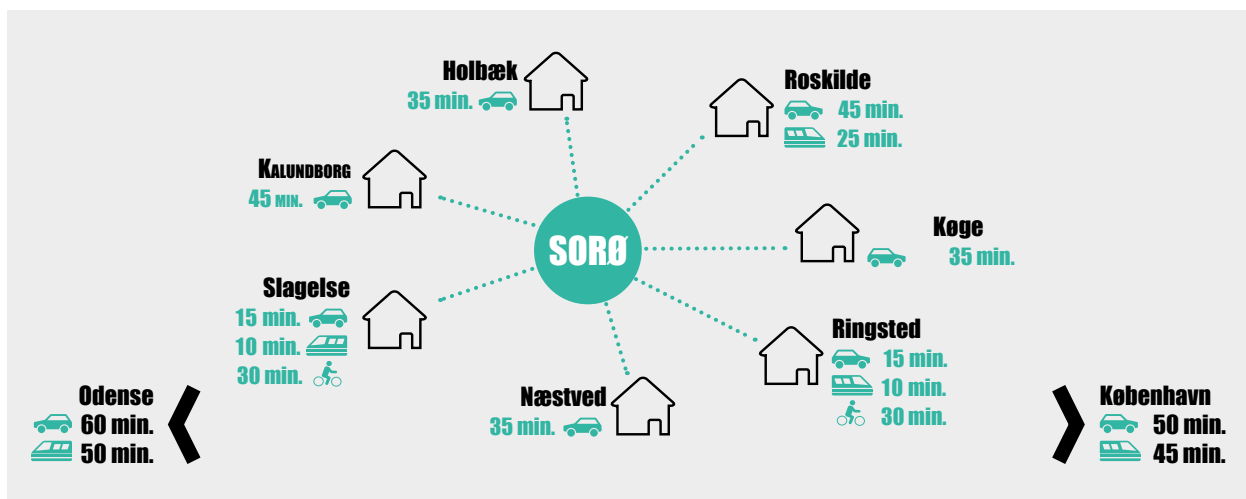 Holbæk
35 min.
Roskilde
45 min.
25 min.
KALUNDBORG
45 MIN.
SORØ
Køge
35 min.
Slagelse
15 min.
10 min.
30 min.
Ringsted
15 min.
10 min.
30 min.
Næstved
35 min.
Odense
60 min.
50 min.
København
50 min.
45 min.